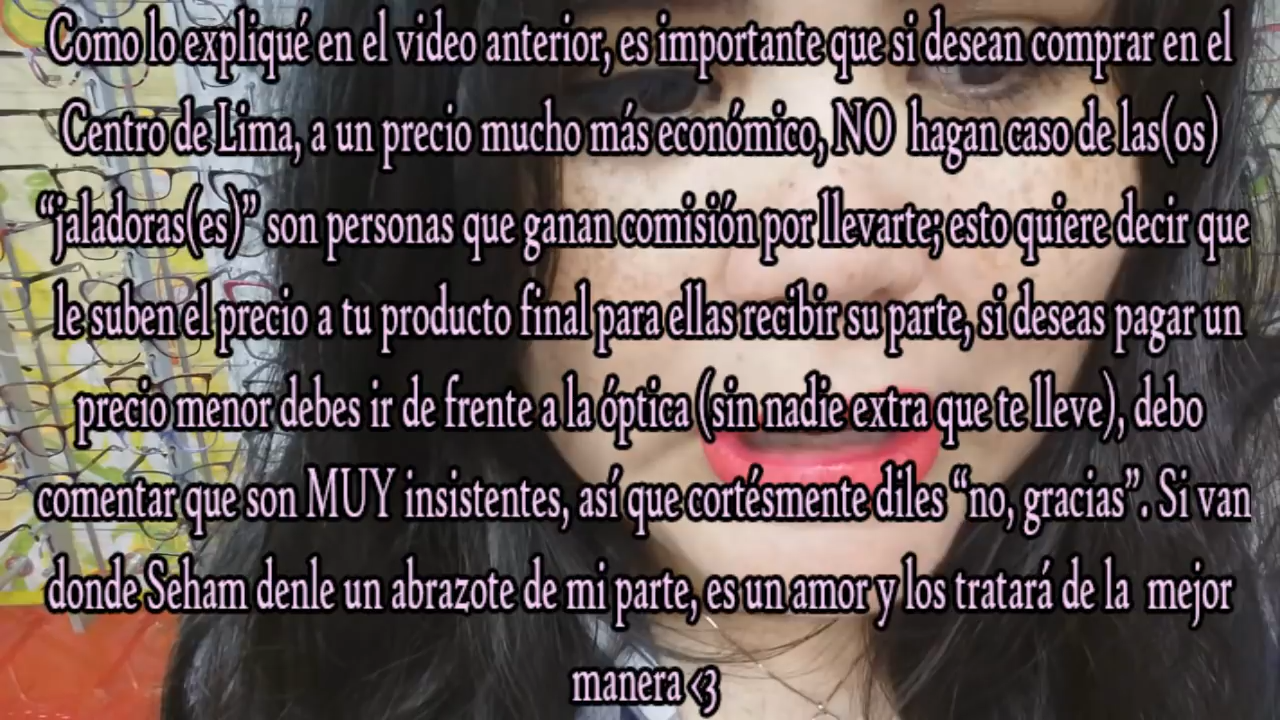 Como lo expliqué en el video anterior, es importante que si desean comprar en el
Centro de Lima, a un precio mucho más económico, NO hagan caso de las(os)
“jaladoras(es)” son personas que ganan comisión por llevarte; esto quiere decir que
le suben el precio a tu producto final para ellas recibir su parte, si deseas pagar un
precio menor debes ir de frente a la óptica (sin nadie extra que te lleve), debo
comentar que son MUY insistentes, así que cortésmente diles “no, gracias”. Si van
donde Seham denle un abrazote de mi parte, es un amor y los tratará de la mejor
manera <3